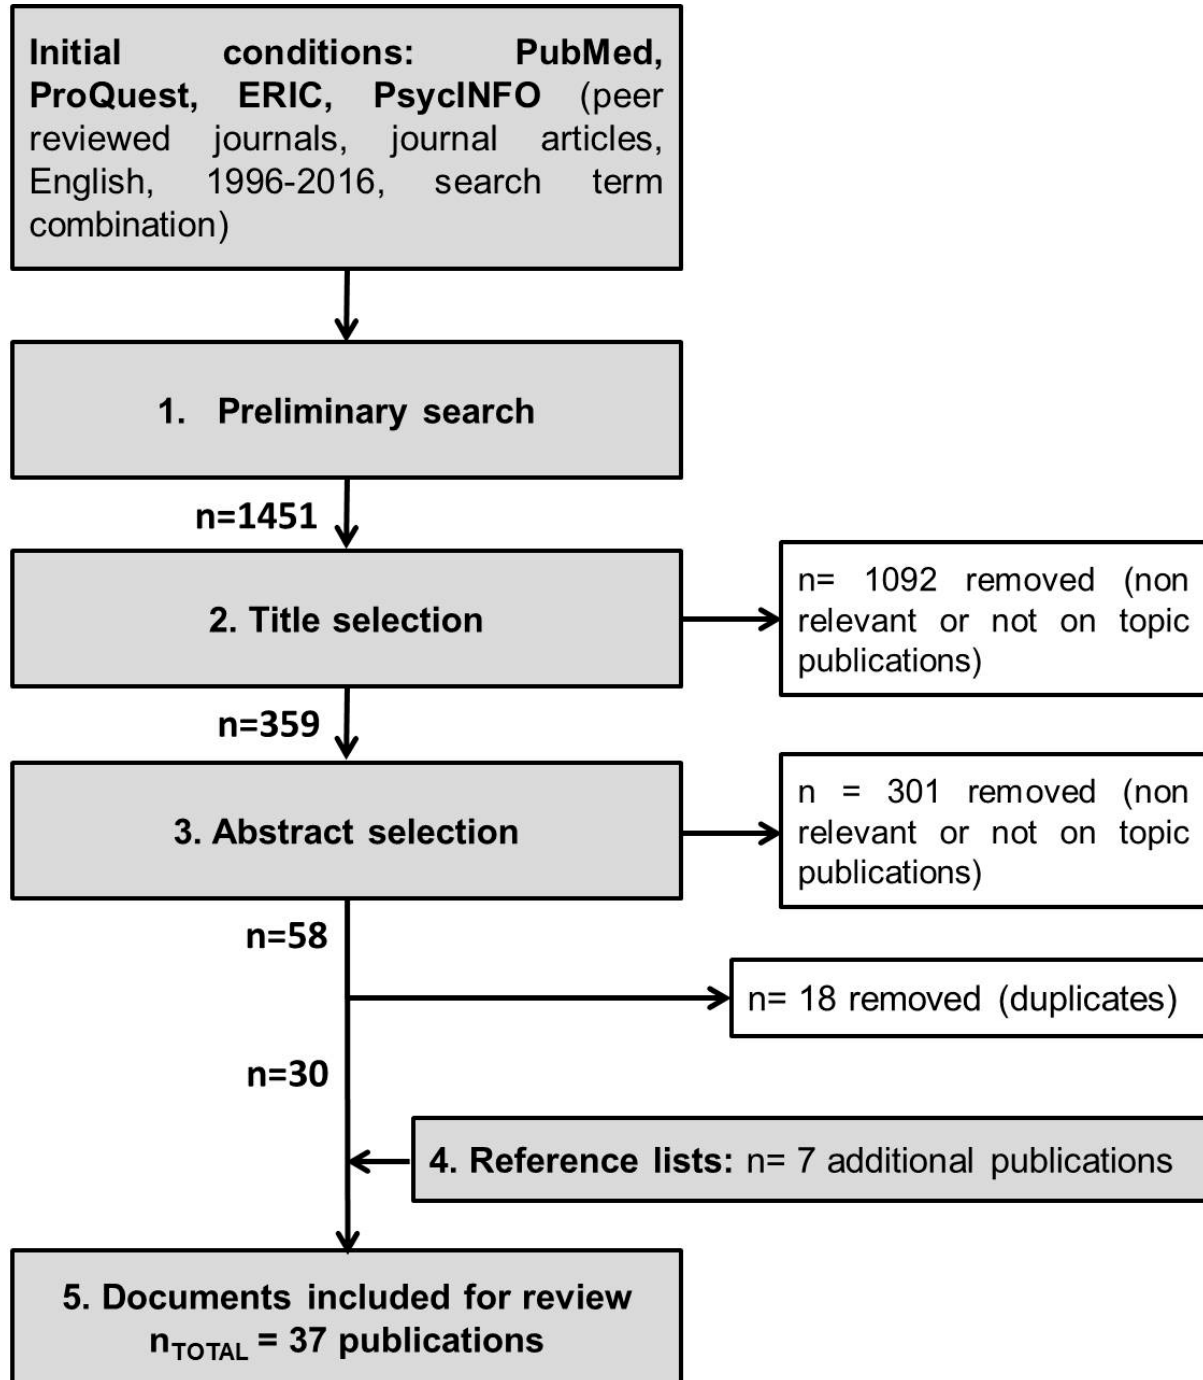 Initial conditions: PubMed,
ProQuest, ERIC, PsycINFO (peer
reviewed journals, journal articles,
English, 1996-2016, search term
combination)
1. Preliminary search
n=1451
2. Title selection
n= 1092 removed (non
relevant or not on topic
publications)
n=359
3. Abstract selection
n = 301 removed (non
relevant or not on topic
publications)
n=58
n= 18 removed (duplicates)
n=30
4. Reference lists: n= 7 additional publications
5. Documents included for review
nTOTAL = 37 publications